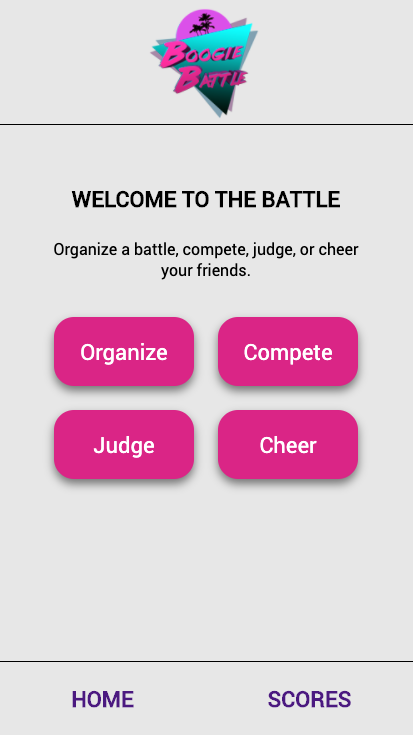 BOOGIE
BATTLE
WELCOME TO THE BATTLE
Organize a battle, compete, judge, or cheer
your friends.
Organize Compete
Judge Cheer
HOME SCORES